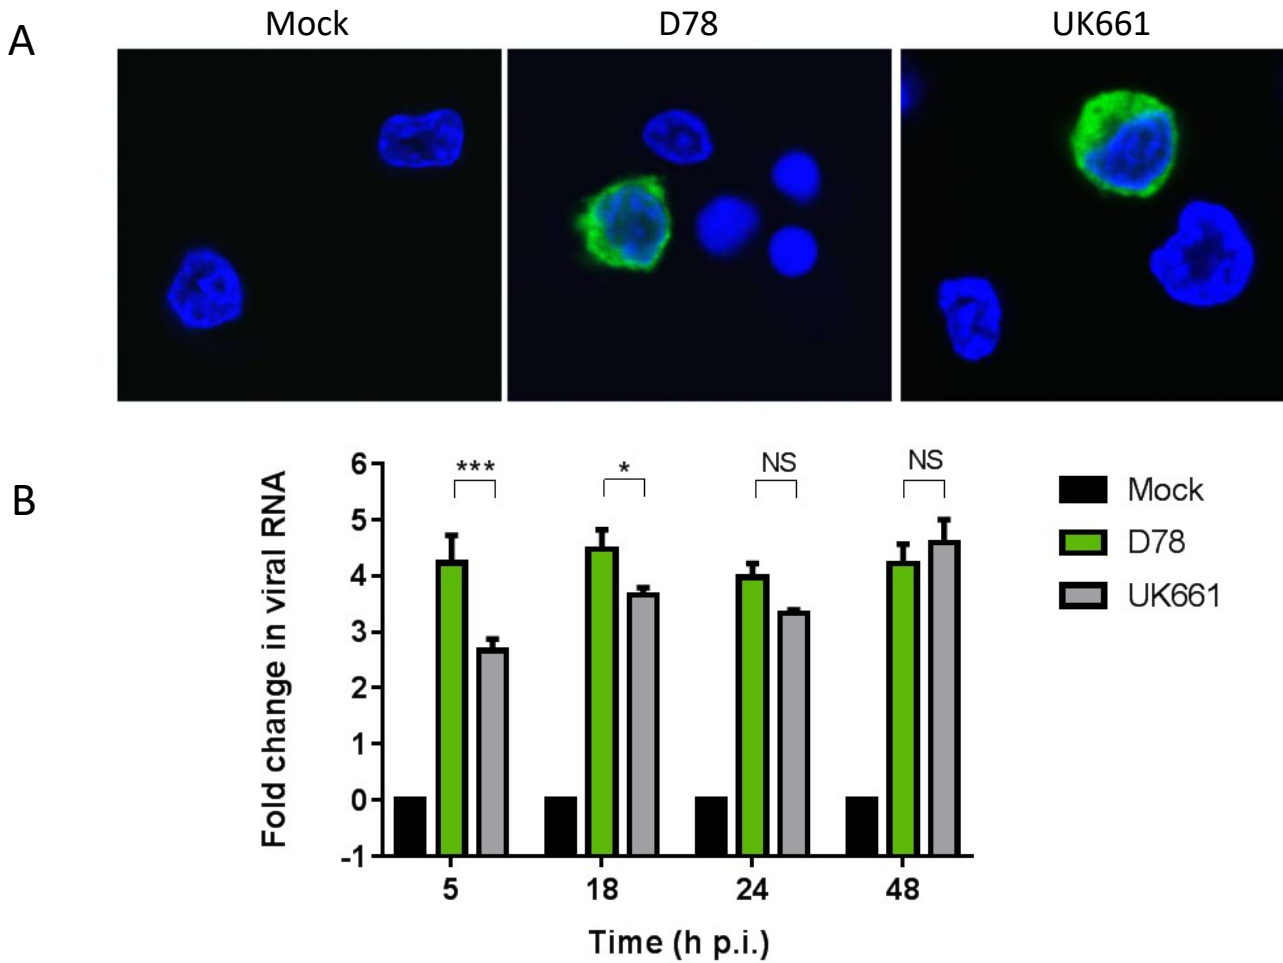 A
Mock
D78
UK661
B
Fold change in viral RNA
6
5
4
3
2
1
0
-1
***
*
NS
NS
5
18
24
48
Time (h p.i.)
Mock
D78
UK661